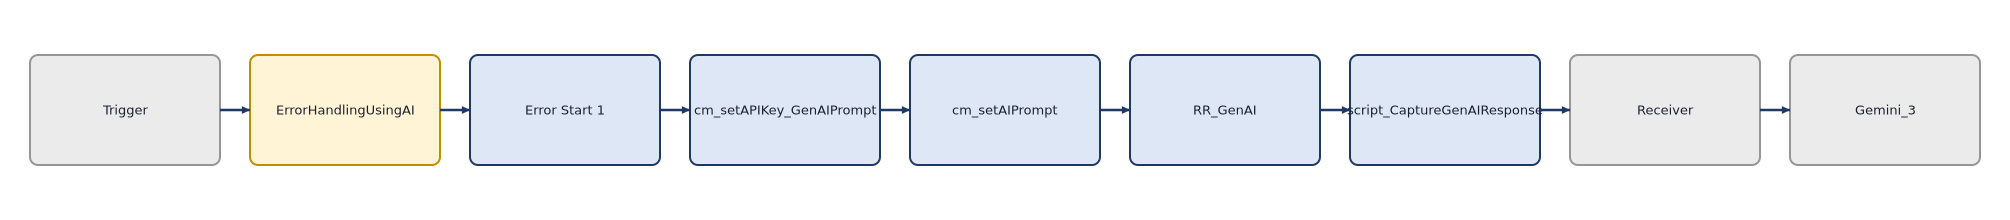 Trigger
ErrorHandlingUsingAI
Error Start 1
cm_setAPIKey_GenAIPrompt
cm_setAIPrompt
RR_GenAI
script_CaptureGenAIResponse
Receiver
Gemini_3